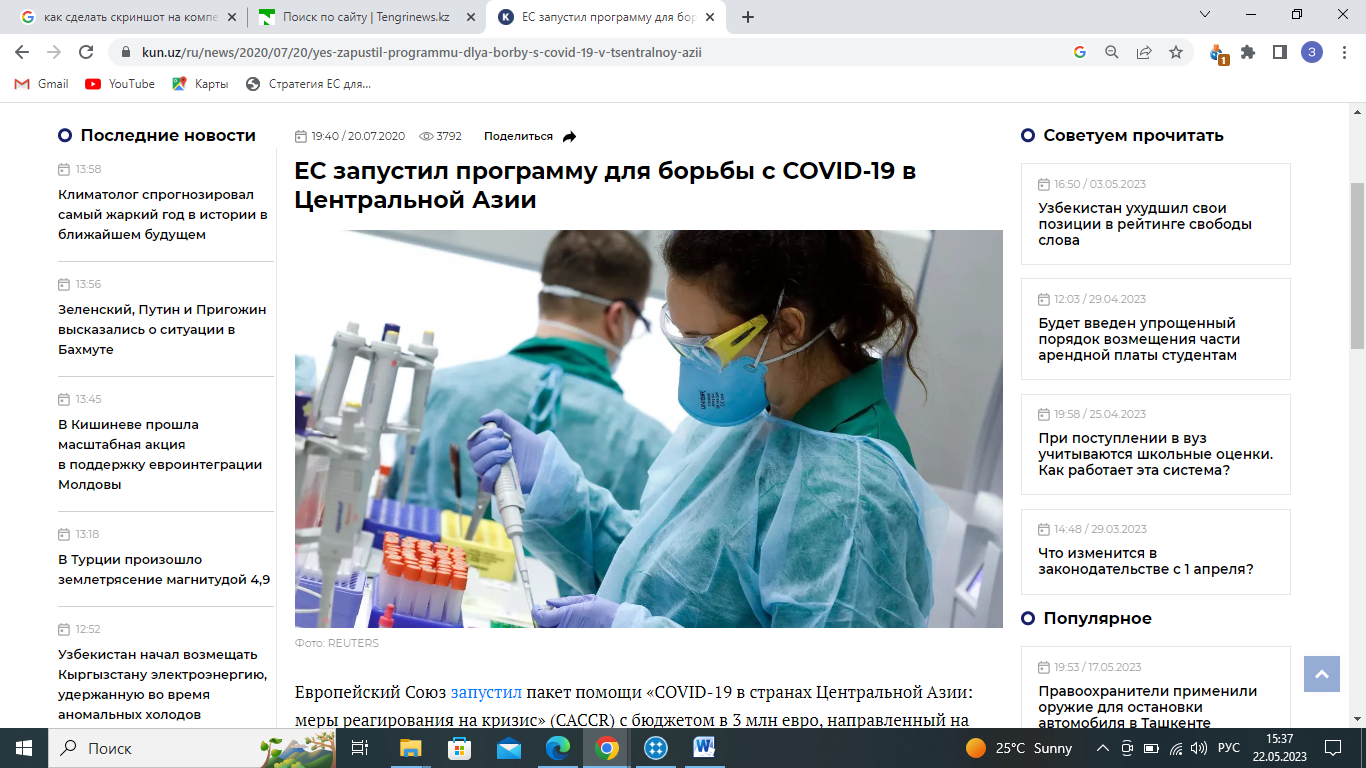 как сделать скриншот на компе
Поиск по сайту | Tengrinews.kz
ЕС запустил программу для бор
kun.uz/ru/news/2020/07/20/yes-zapustil-programmu-dlya-borby-s-covid-19-v-tsentralnoy-azii
Gmail
YouTube
Карты
Стратегия ЕС для...
Последние новости
13:58
Климатолог спрогнозировал
самый жаркий год в истории в
ближайшем будущем
13:56
Зеленский, Путин и Пригожин
высказались о ситуации в
Бахмуте
13:45
В Кишиневе прошла
масштабная акция
в поддержку евроинтеграции
Молдовы
13:18
В Турции произошло
землетрясение магнитудой 4,9
12:52
Узбекистан начал возмещать
Кыргызстану электроэнергию,
удержанную во время
аномальных холодов
19:40 / 20.07.2020 3792 Поделиться
ЕС запустил программу для борьбы с COVID-19 в
Центральной Азии
Фото: REUTERS
Европейский Союз запустил пакет помощи «COVID-19 в странах Центральной Азии:
меры реагирования на кризис» (CACCR) с бюджетом в 3 млн евро, направленный на
Советуем прочитать
16:50 / 03.05.2023
Узбекистан ухудшил свои
позиции в рейтинге свободы
слова
12:03 / 29.04.2023
Будет введен упрощенный
порядок возмещения части
арендной платы студентам
19:58 / 25.04.2023
При поступлении в вуз
учитываются школьные оценки.
Как работает эта система?
14:48 / 29.03.2023
Что изменится в
законодательстве с 1 апреля?
Популярное
19:53 / 17.05.2023
Правоохранители применили
оружие для остановки
автомобиля в Ташкенте
Поиск
25°C Sunny
РУС
15:37
22.05.2023